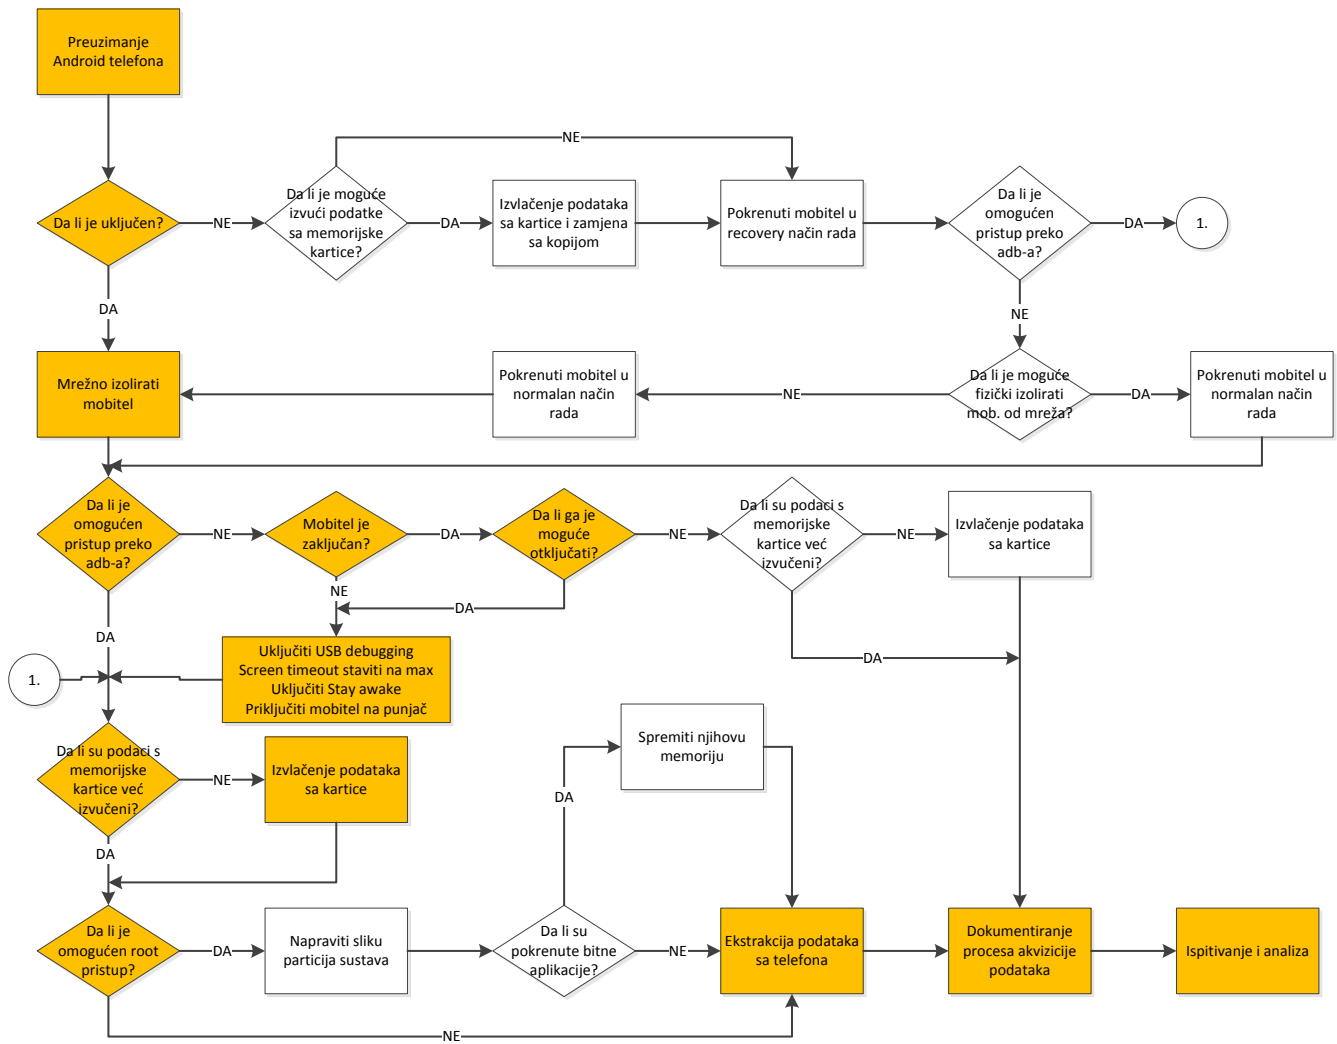 Preuzimanje
Android telefona
NE
Da li je uključen?
NE
Da li je moguće
izvući podatke
sa memorijske
kartice?
DA
Izvlačenje podataka
sa kartice i zamjena
sa kopijom
Pokrenuti mobitel u
recovery način rada
Da li je
omogućen
pristup preko
adb-a?
DA
1.
DA
NE
Mrežno izolirati
mobitel
Pokrenuti mobitel u
normalan način
rada
NE
Da li je moguće
fizički izolirati
mob. od mreža?
DA
Pokrenuti mobitel u
normalan način
rada
Da li je
omogućen
pristup preko
adb-a?
NE
Mobitel je
zaključan?
DA
Da li ga je
moguće
otključati?
NE
Da li su podaci s
memorijske
kartice već
izvučeni?
NE
Izvlačenje podataka
sa kartice
NE
DA
DA
DA
1.
Uključiti USB debugging
Screen timeout staviti na max
Uključiti Stay awake
Priključiti mobitel na punjač
Da li su podaci s
memorijske
kartice već
izvučeni?
NE
Izvlačenje podataka
sa kartice
Spremiti njihovu
memoriju
DA
DA
Da li je
omogućen root
pristup?
DA
Napraviti sliku
particija sustava
Da li su
pokrenute bitne
aplikacije?
NE
Ekstrakcija podataka
sa telefona
Dokumentiranje
procesa akvizicije
podataka
Ispitivanje i analiza
NE